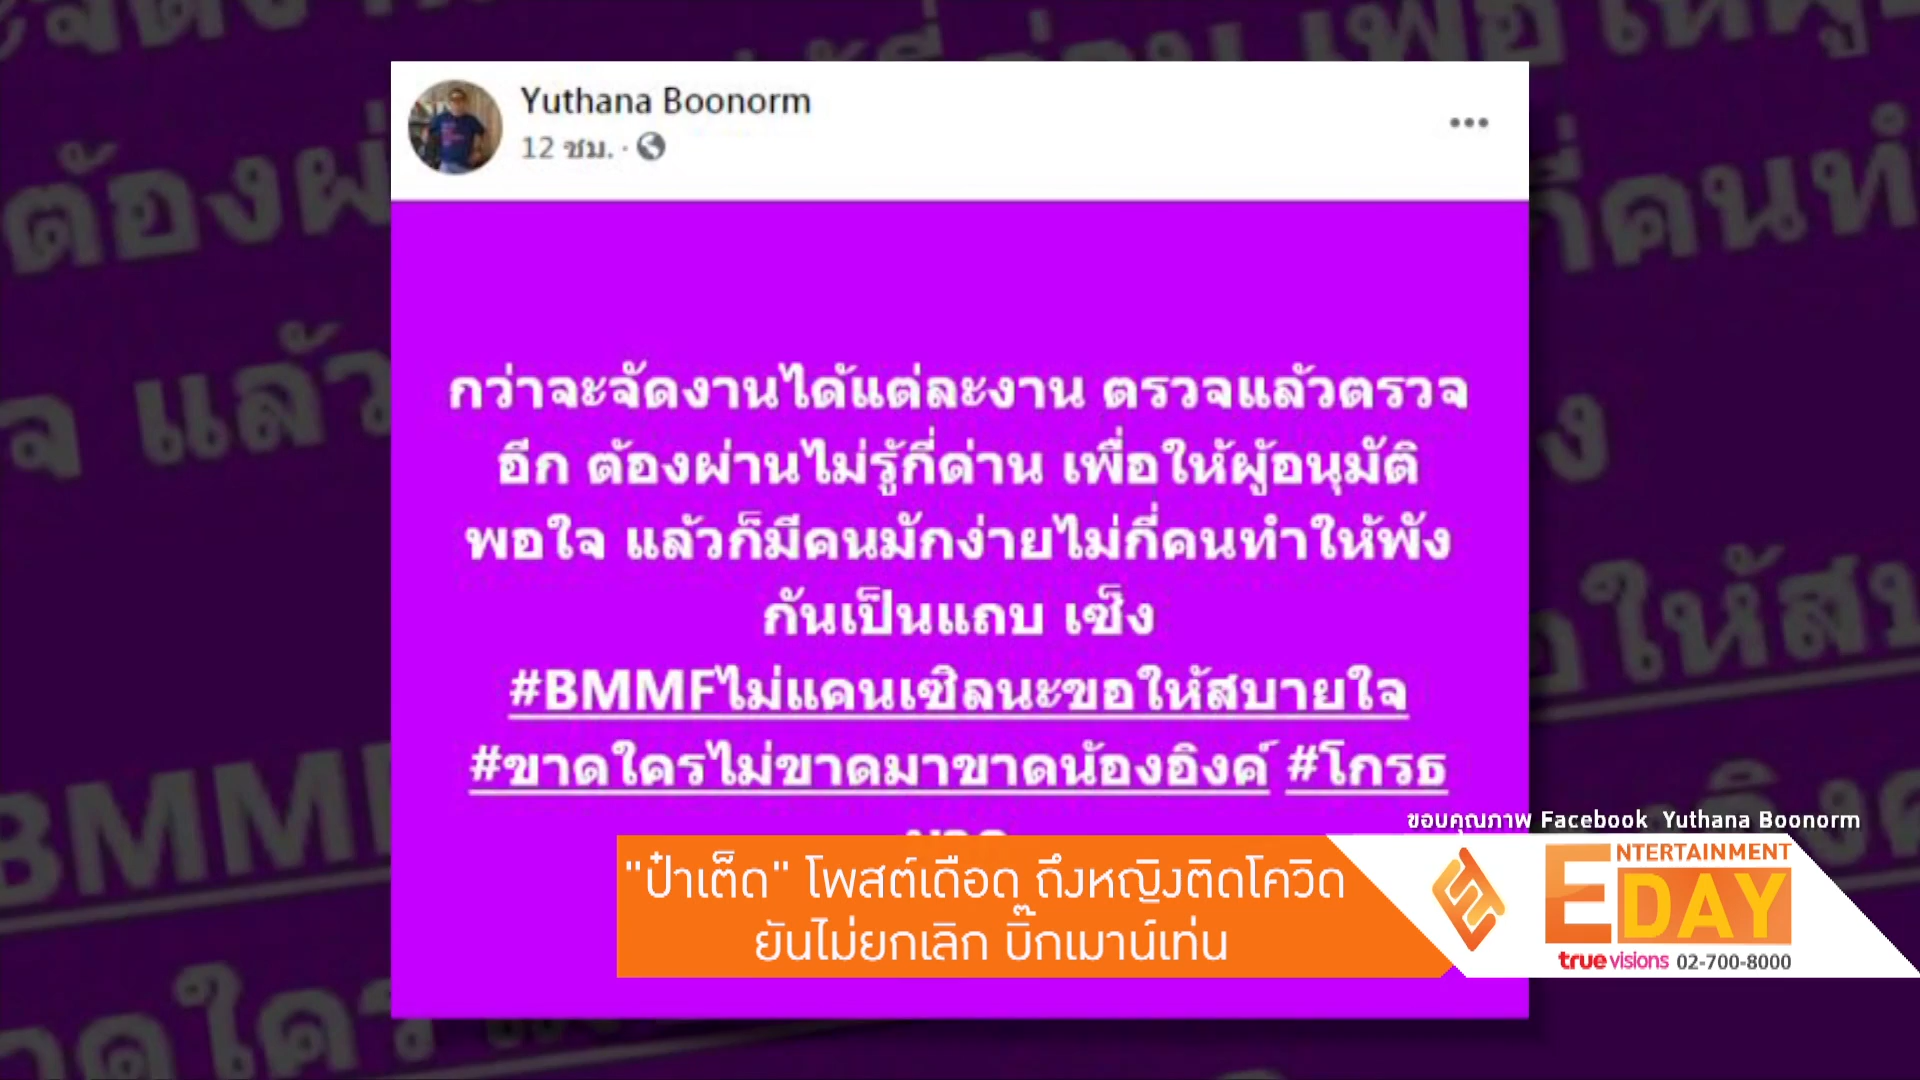 Yuthana Boonorm
12 ชม. ·
กว่าจะจัดงานได้แต่ละงาน ตรวจแล้วตรวจ
อีก ต้องผ่านไม่รู้กี่ด่าน เพื่อให้ผู้อนุมัติ
พอใจ แล้วก็มีคนมักง่ายไม่กี่คนทำให้พัง
กันเป็นแถบ เซ็ง
#BMMFไม่แคนเซิลนะขอให้สบายใจ
#ขาดใครไม่ขาดมาขาดน้องอิงค์ #โกรธ
ขอบคุณภาพ Facebook Yuthana Boonorm
"ป๋าเต็ด" โพสต์เดือด ถึงหญิงติดโควิด
ยันไม่ยกเลิก บิ๊กเมาน์เท่น
ENTERTAINMENT
DAY
truevisions 02-700-8000